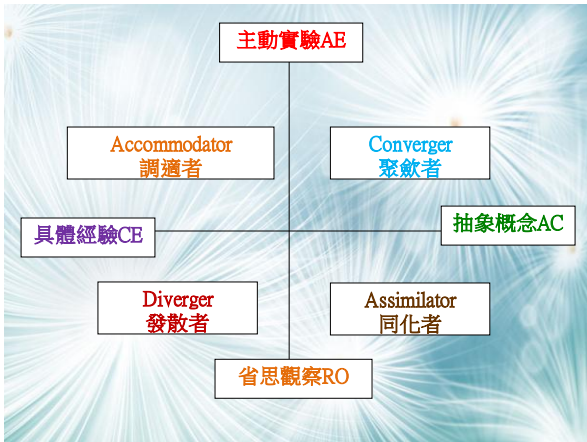 主動實驗AE
Accommodator
調適者
Converger
聚斂者
具體經驗CE
抽象概念AC
Diverger
發散者
Assimilator
同化者
省思觀察RO